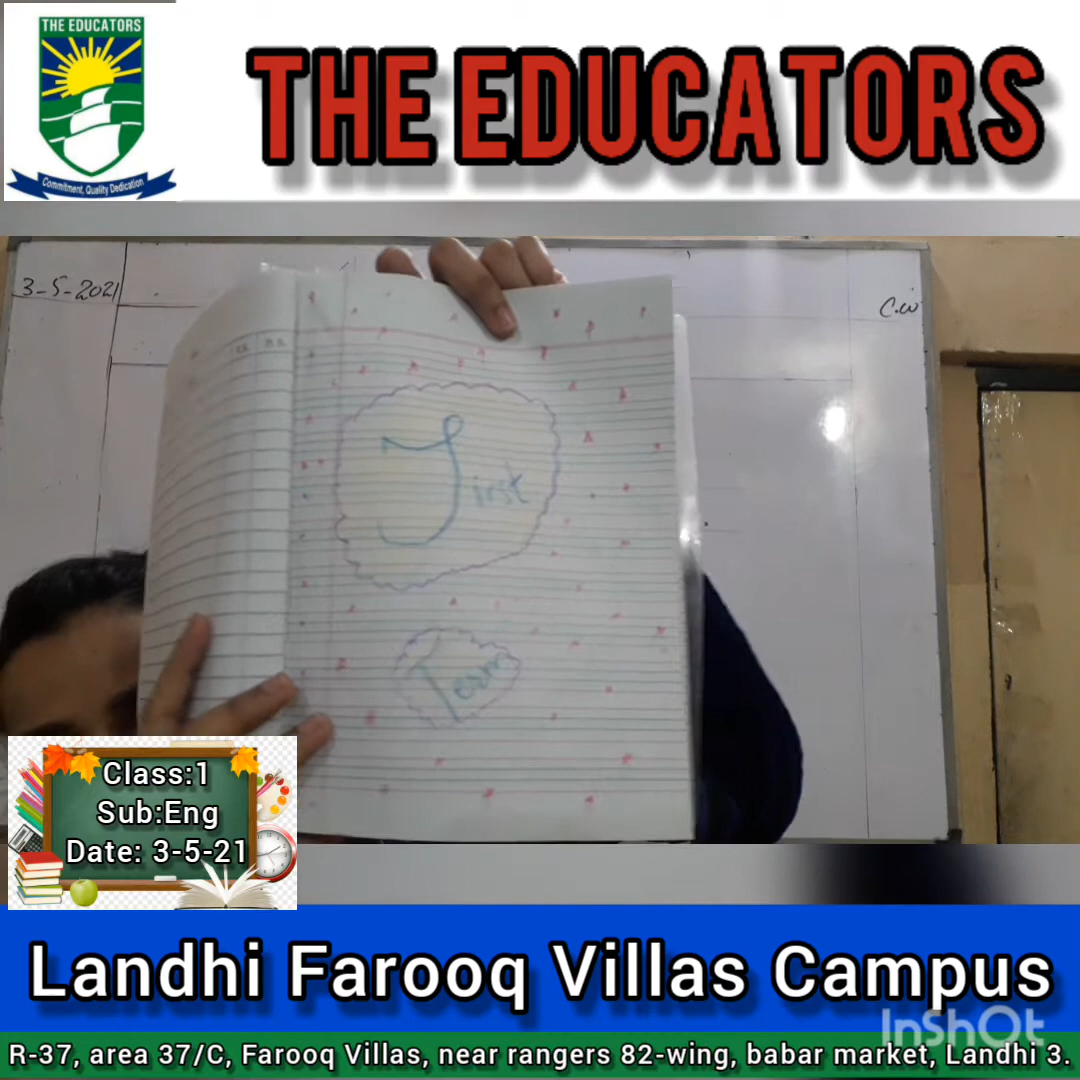 THE EDUCATORS
Commitment, Quality Dedication
THE EDUCATORS
3-5-2021
C.W
First
Term
Class:1
Sub:Eng
Date: 3-5-21
Landhi Farooq Villas Campus
InShOt
R-37, area 37/C, Farooq Villas, near rangers 82-wing, babar market, Landhi 3.